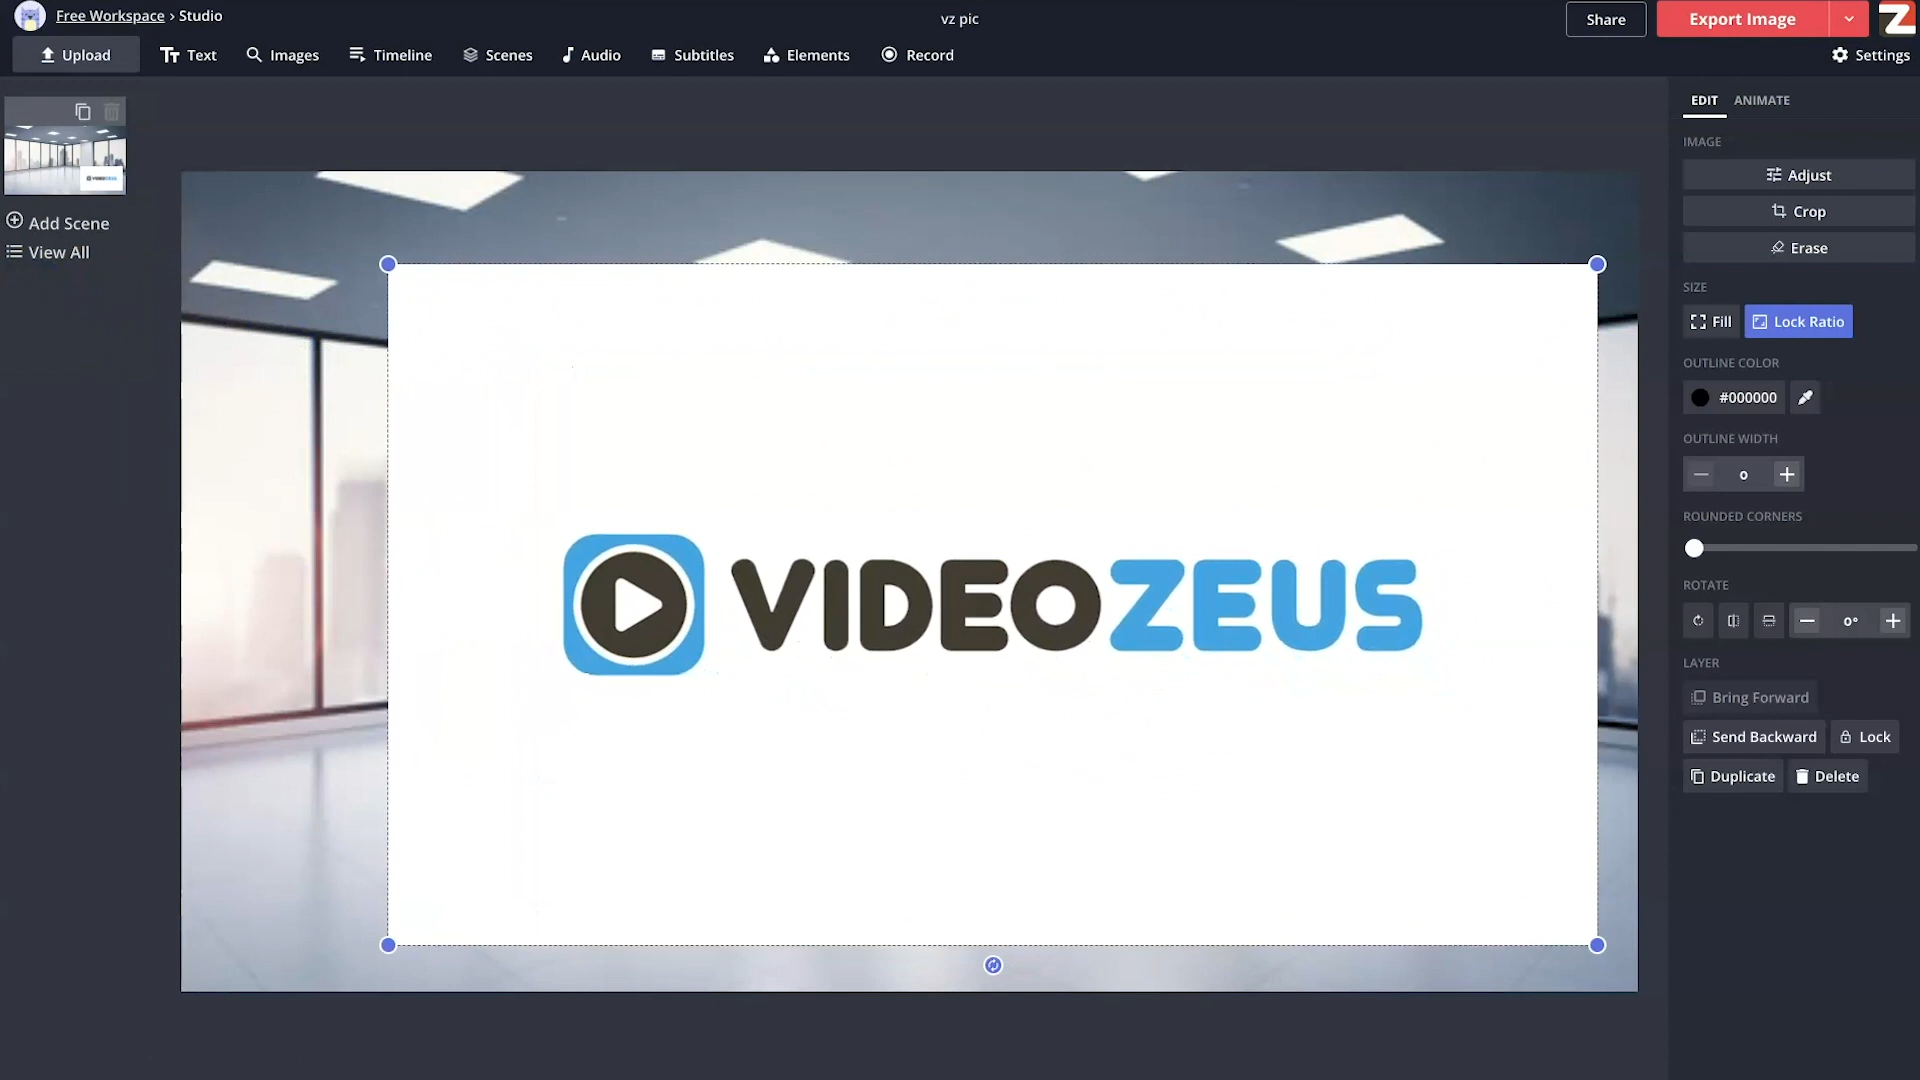 Free Workspace › Studio
vz pic
Share
Export Image
Upload
Text
Images
Timeline
Scenes
Audio
Subtitles
Elements
Record
Settings
Add Scene
View All
VIDEOZEUS
EDIT
ANIMATE
IMAGE
Adjust
Crop
Erase
SIZE
Fill
Lock Ratio
OUTLINE COLOR
#000000
OUTLINE WIDTH
0
ROUNDED CORNERS
ROTATE
0°
LAYER
Bring Forward
Send Backward
Lock
Duplicate
Delete